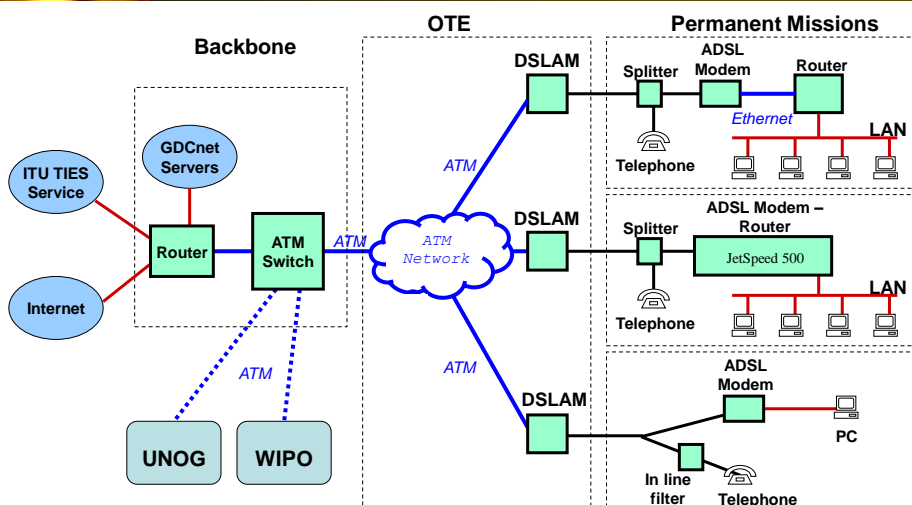 Backbone
OTE
Permanent Missions
DSLAM
Splitter
ADSL
Modem
Router
Ethernet
LAN
Telephone
GDCnet
Servers
ITU TIES
Service
ATM
Router
ATM
Switch
ATM
ATM
Network
DSLAM
Splitter
ADSL Modem –
Router
JetSpeed 500
LAN
Telephone
Internet
ATM
ATM
DSLAM
ADSL
Modem
PC
UNOG
WIPO
In line
filter
Telephone